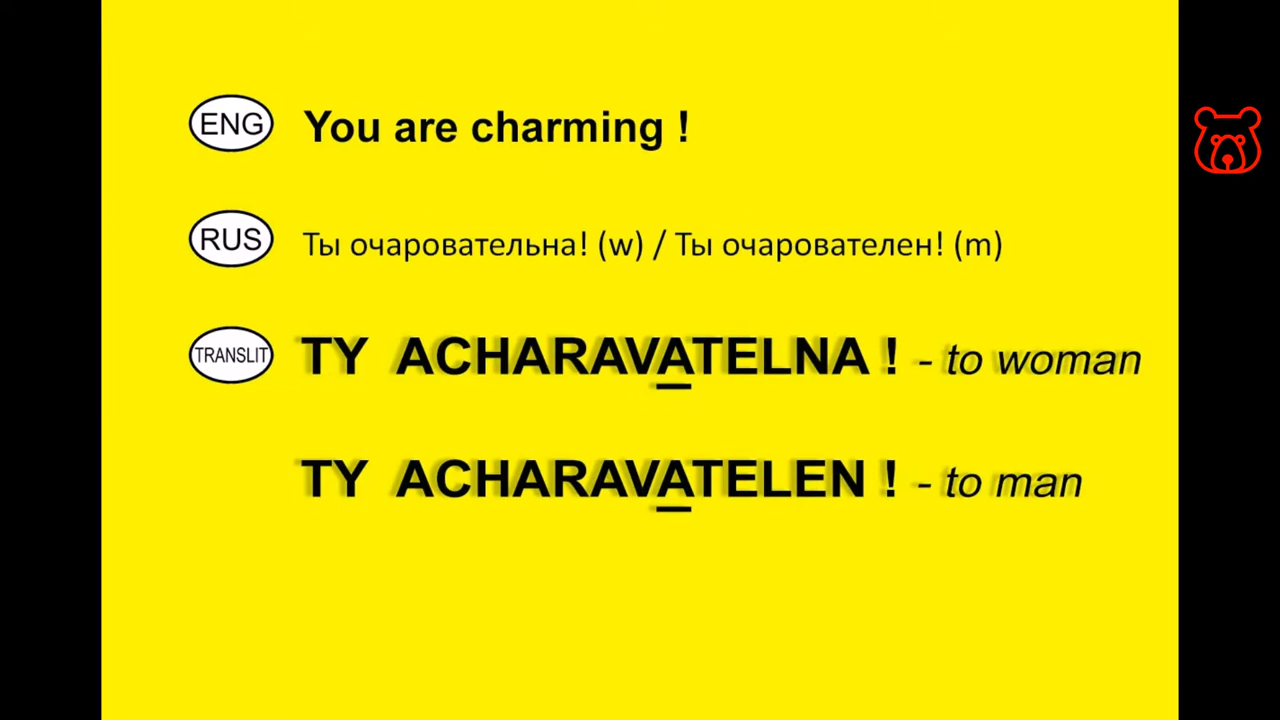 ENG You are charming !
RUS Ты очаровательна! (w) / Ты очарователен! (m)
TRANSLIT TY ACHARAVATELNA ! - to woman
TY ACHARAVATELEN ! - to man